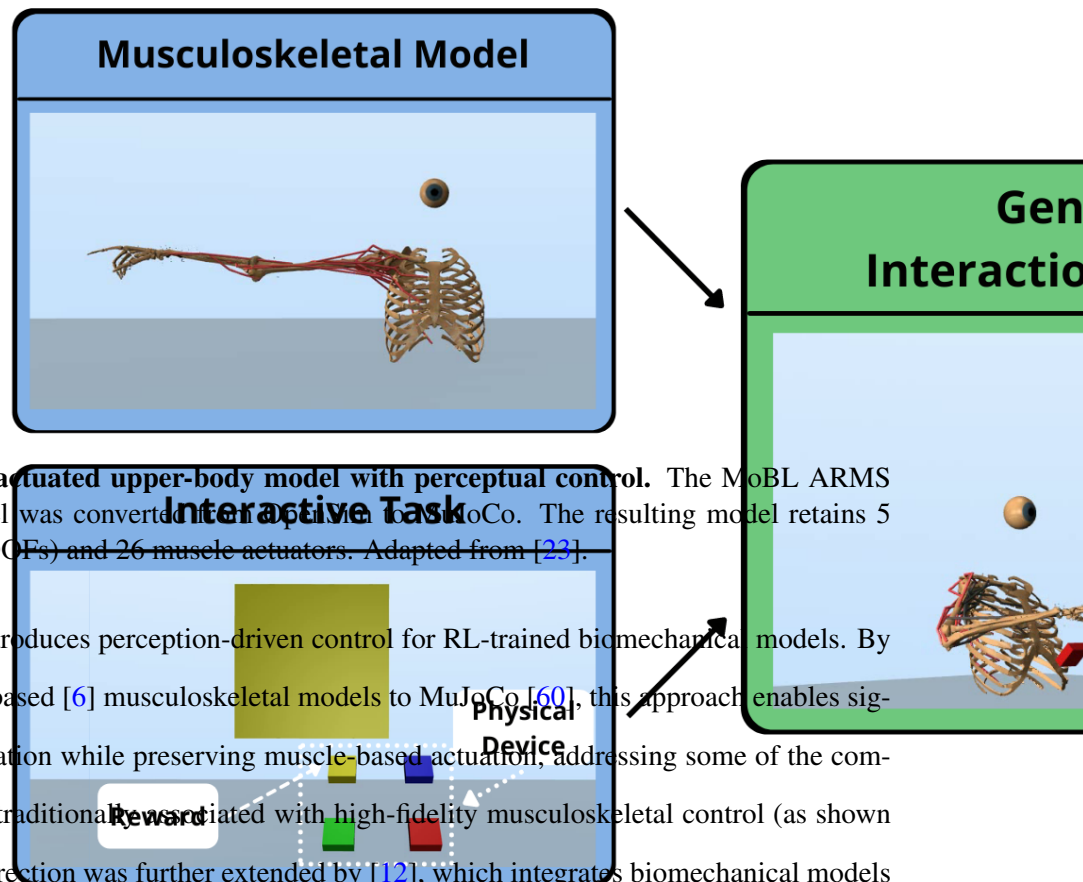 Musculoskeletal Model
Gen
Interactio
actuated upper-body model with perceptual control. The MoBL ARMS
l was converted from OpenSim to MuJoCo. The resulting model retains 5
OFs) and 26 muscle actuators. Adapted from [23].
Interactive Task
roduces perception-driven control for RL-trained biomechanical models. By
ased [6] musculoskeletal models to MuJoCo [60], this approach enables sig-
Physical
Device
ation while preserving muscle-based actuation, addressing some of the com-
Reward
traditionally associated with high-fidelity musculoskeletal control (as shown
rection was further extended by [12], which integrates biomechanical models